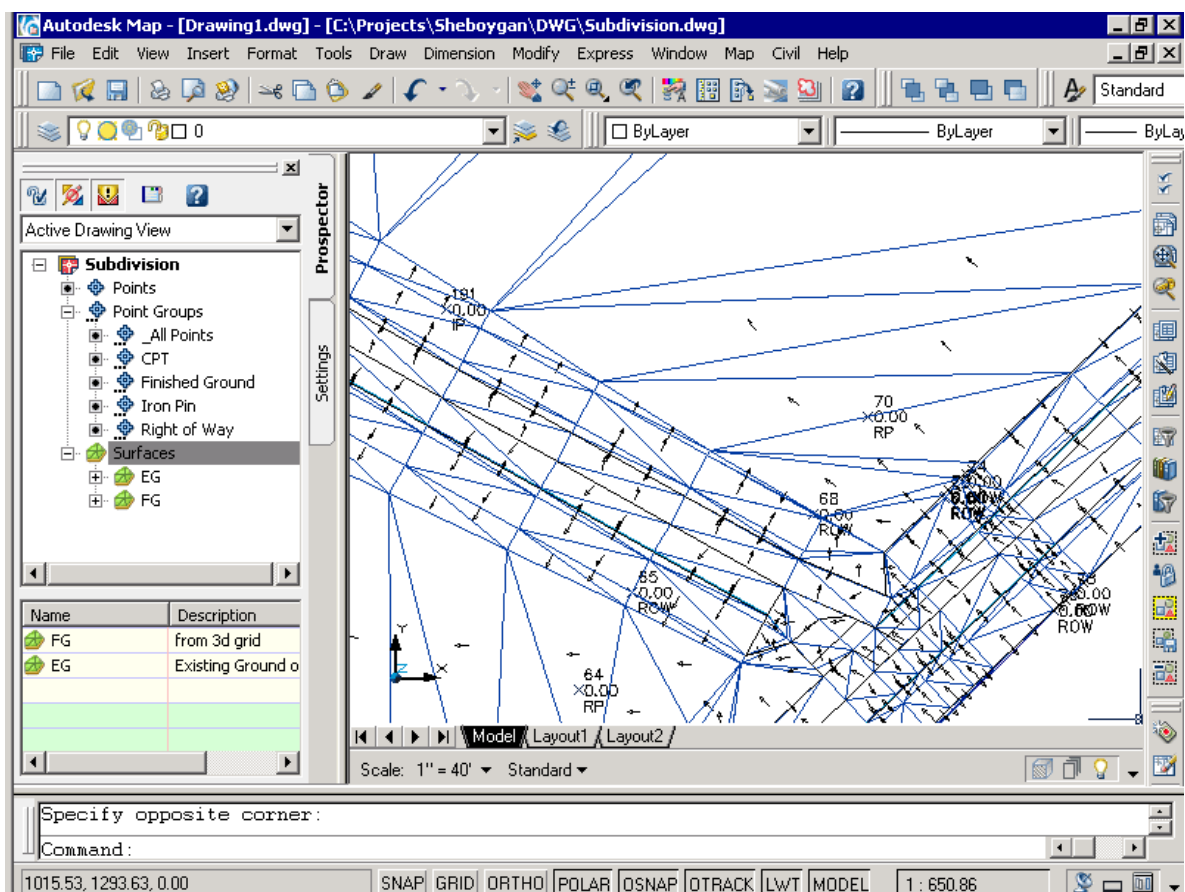 Autodesk Map - [Drawing1.dwg] - [C:\Projects\Sheboygan\DWG\Subdivision.dwg]
File Edit View Insert Format Tools Draw Dimension Modify Express Window Map Civil Help
Standard
0 ByLayer ByLayer ByLay
Active Drawing View
Prospector
Settings
Subdivision
Points
Point Groups
_All Points
CPT
Finished Ground
Iron Pin
Right of Way
Surfaces
EG
FG
Name Description
FG from 3d grid
EG Existing Ground o
191
0.00
IP
70
0.00
RP
68
0.00
ROW
ROW
65
0.00
ROW
ROW
64
0.00
RP
Y
X
Z
Model Layout1 Layout2
Scale: 1" = 40' Standard
Specify opposite corner:
Command:
1015.53, 1293.63, 0.00 SNAP GRID ORTHO POLAR OSNAP OTRACK LWT MODEL 1 : 650.86